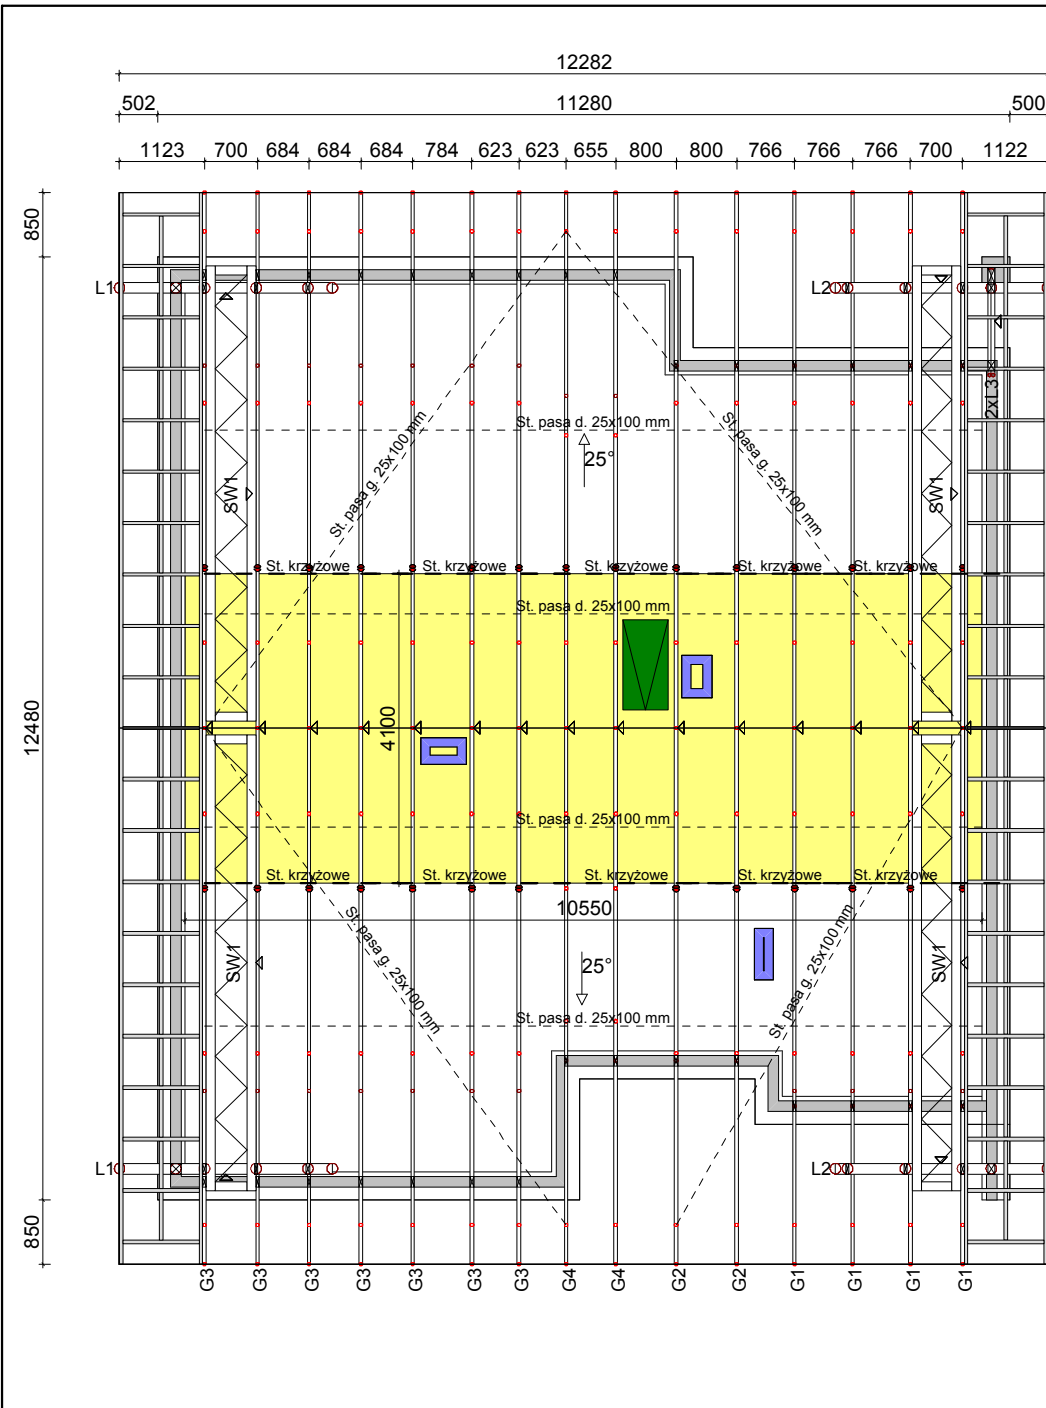 12282
502 11280 500
1123 700 684 684 684 784 623 623 655 800 800 766 766 766 700 1122
850
L1 L2
2xL3
St. pasa d. 25x100 mm
St. pasa g. 25x100 mm St. pasa g. 25x100 mm
25°
SW1 SW1
St. krzyżowe St. krzyżowe St. krzyżowe St. krzyżowe St. krzyżowe
St. pasa d. 25x100 mm
12480
4100
St. pasa d. 25x100 mm
St. krzyżowe St. krzyżowe St. krzyżowe St. krzyżowe St. krzyżowe
10550
St. pasa g. 25x100 mm St. pasa g. 25x100 mm
SW1 25° SW1
St. pasa d. 25x100 mm
L1 L2
850
G3 G3 G3 G3 G3 G3 G3 G4 G4 G2 G2 G1 G1 G1 G1